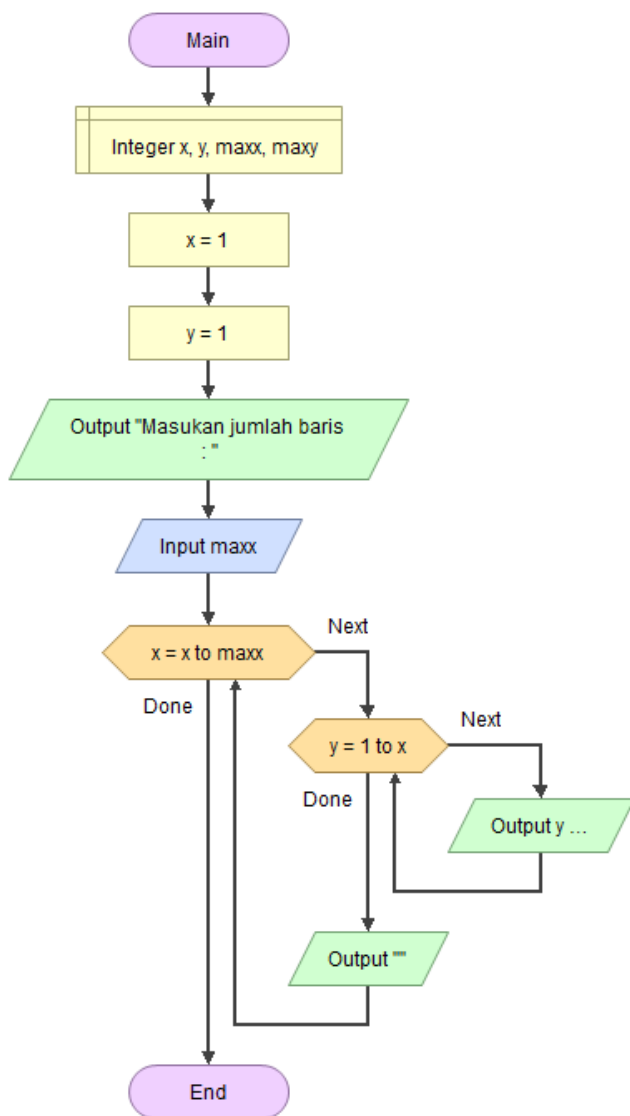 Main
Integer x, y, maxx, maxy
x = 1
y = 1
Output "Masukan jumlah baris
: "
Input maxx
x = x to maxx
Next
Done
y = 1 to x
Next
Done
Output y ...
Output ""
End